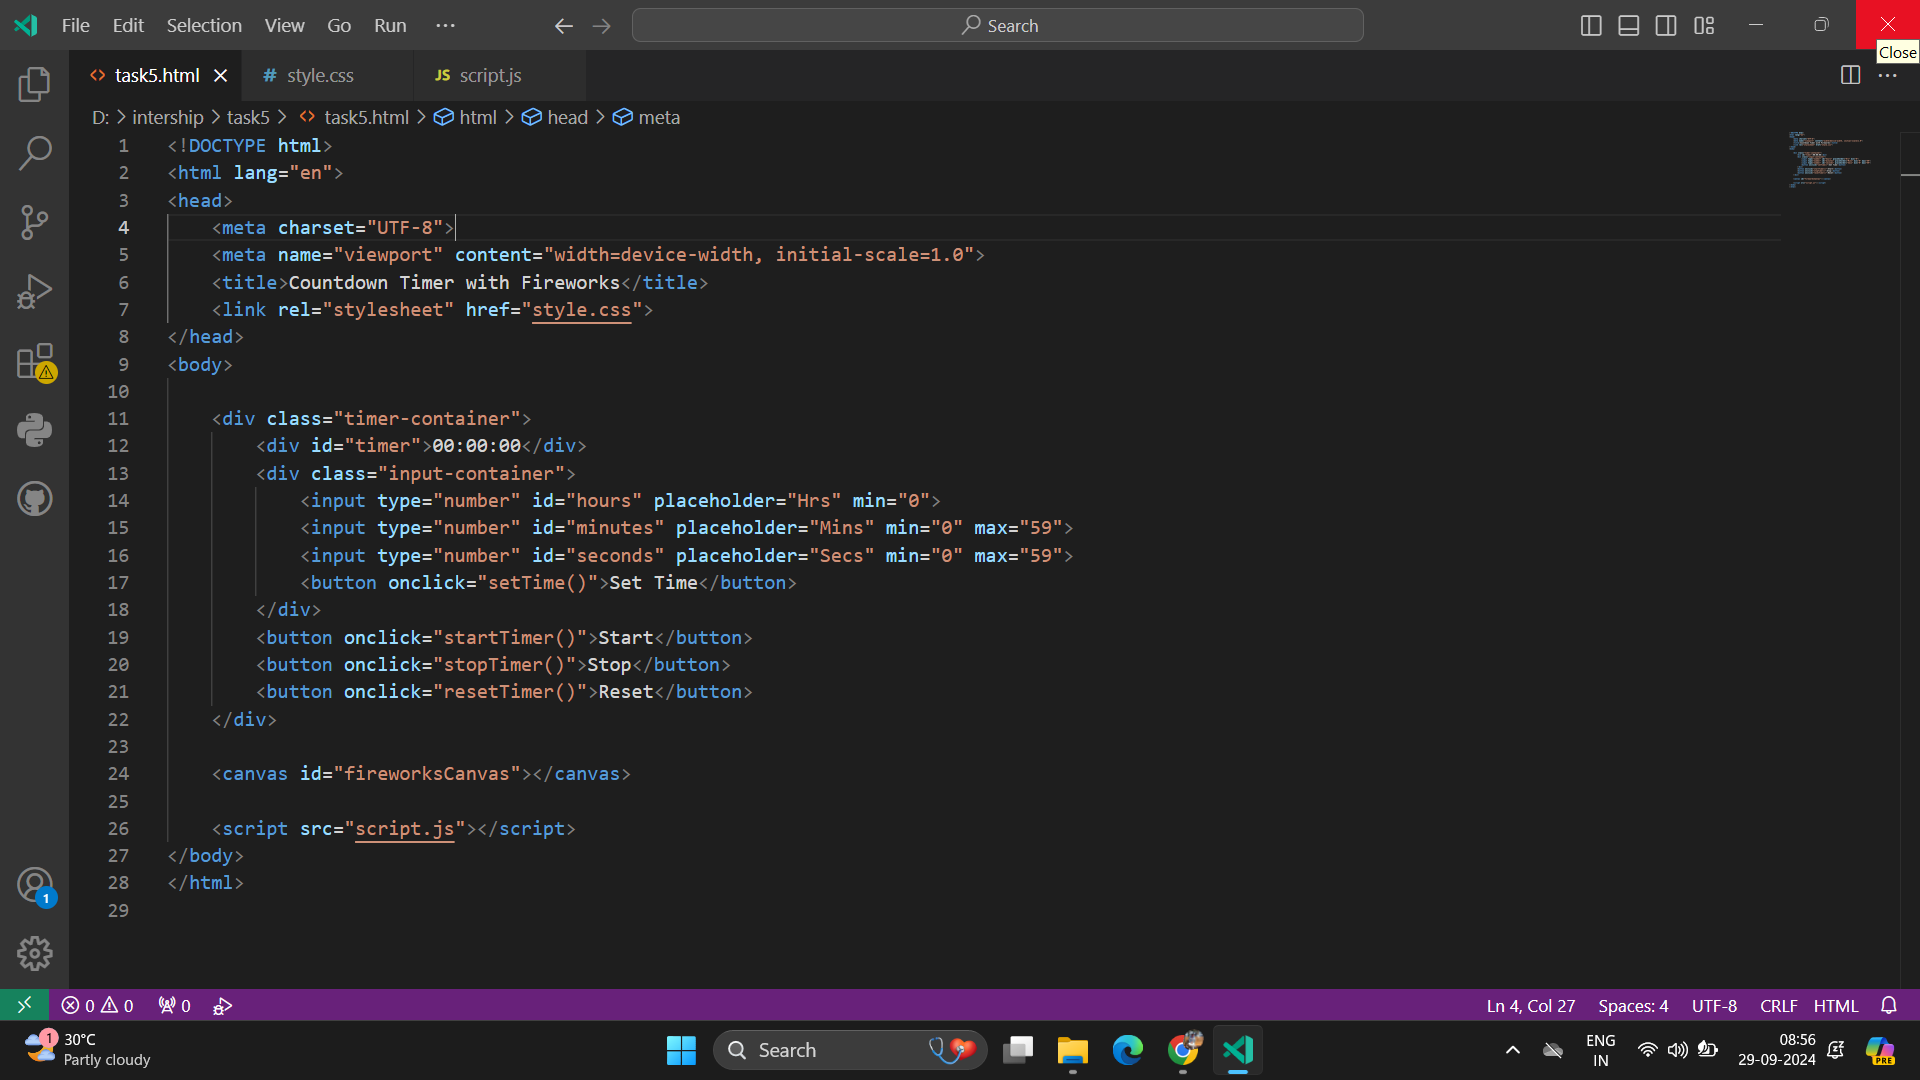 File Edit Selection View Go Run ··· Search
Close
<> task5.html # style.css JS script.js ···
D: > intership > task5 > <> task5.html > html > head > meta
1 <!DOCTYPE html>
2 <html lang="en">
3 <head>
4     <meta charset="UTF-8">
5     <meta name="viewport" content="width=device-width, initial-scale=1.0">
6     <title>Countdown Timer with Fireworks</title>
7     <link rel="stylesheet" href="style.css">
8 </head>
9 <body>
10
11     <div class="timer-container">
12         <div id="timer">00:00:00</div>
13         <div class="input-container">
14             <input type="number" id="hours" placeholder="Hrs" min="0">
15             <input type="number" id="minutes" placeholder="Mins" min="0" max="59">
16             <input type="number" id="seconds" placeholder="Secs" min="0" max="59">
17             <button onclick="setTime()">Set Time</button>
18         </div>
19         <button onclick="startTimer()">Start</button>
20         <button onclick="stopTimer()">Stop</button>
21         <button onclick="resetTimer()">Reset</button>
22     </div>
23
24     <canvas id="fireworksCanvas"></canvas>
25
26     <script src="script.js"></script>
27 </body>
28 </html>
29
1
0 0 0 Ln 4, Col 27 Spaces: 4 UTF-8 CRLF HTML
1 30°C Search ENG 08:56
Partly cloudy IN 29-09-2024 PRE